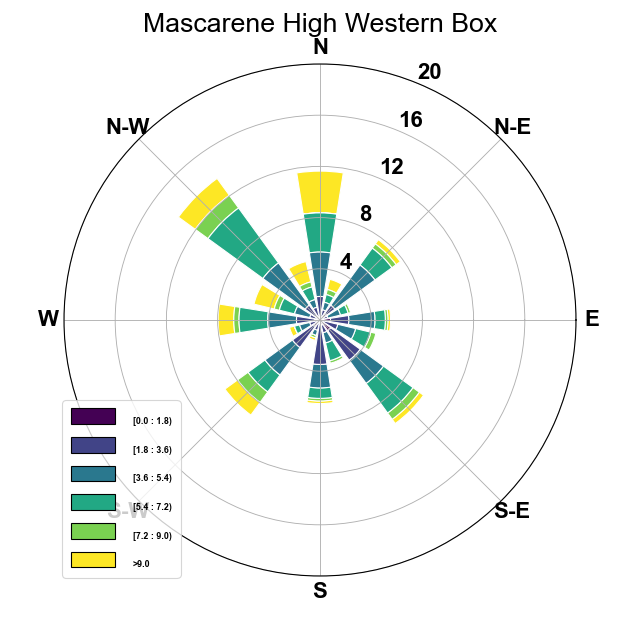 Mascarene High Western Box
N
20
16
N-W
N-E
12
8
4
W
E
[0.0 : 1.8)
[1.8 : 3.6)
[3.6 : 5.4)
[5.4 : 7.2)
S-W
S-E
[7.2 : 9.0)
>9.0
S